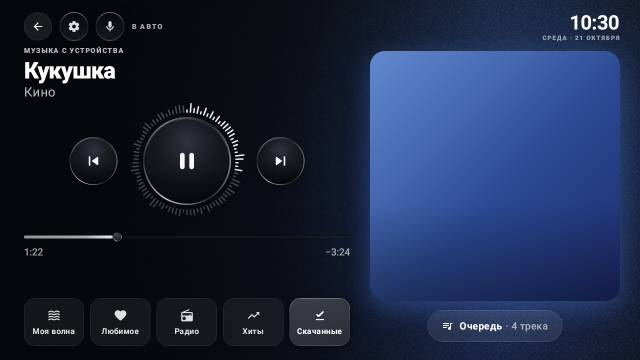 В АВТО
10:30
СРЕДА · 21 ОКТЯБРЯ
МУЗЫКА С УСТРОЙСТВА
Кукушка
Кино
1:22
−3:24
Моя волна
Любимое
Радио
Хиты
Скачанные
Очередь · 4 трека